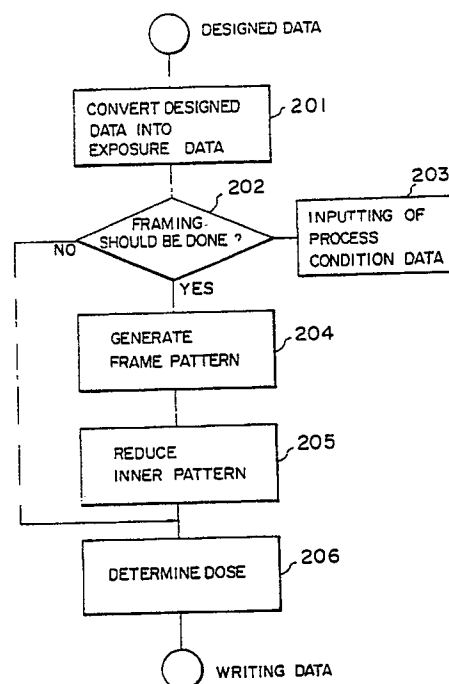 DESIGNED DATA
CONVERT DESIGNED
DATA INTO
EXPOSURE DATA
201
202
203
FRAMING
SHOULD BE DONE ?
INPUTTING OF
PROCESS
CONDITION DATA
NO
YES
GENERATE
FRAME PATTERN
204
REDUCE
INNER PATTERN
205
DETERMINE DOSE
206
WRITING DATA